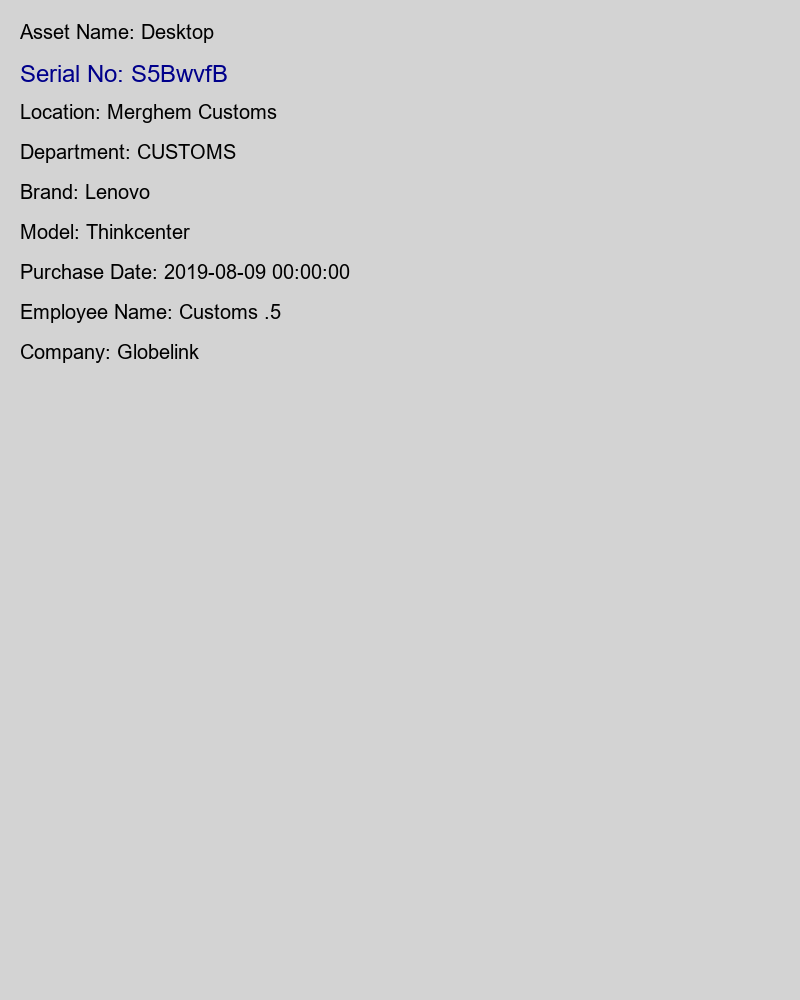 Asset Name: Desktop
Serial No: S5BwvfB
Location: Merghem Customs
Department: CUSTOMS
Brand: Lenovo
Model: Thinkcenter
Purchase Date: 2019-08-09 00:00:00
Employee Name: Customs .5
Company: Globelink